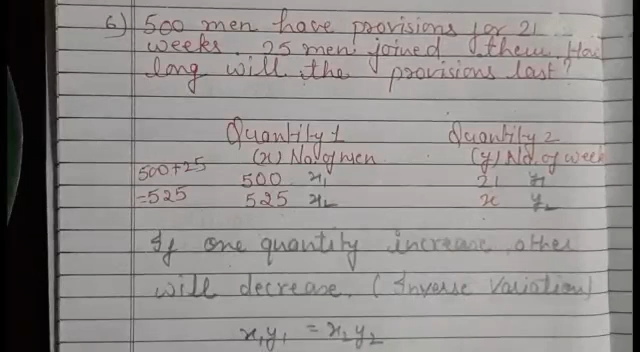 6) 500 men have provisions for 21
weeks. 25 men joined them. How
long will the provisions last?
Quantity 1 Quantity 2
(x) No. of men (y) No. of week
500+25 500 x₁ 21 y₁
=525 525 x₂ x y₂
If one quantity increase other
will decrease. (Inverse Variation)
x₁y₁ = x₂y₂